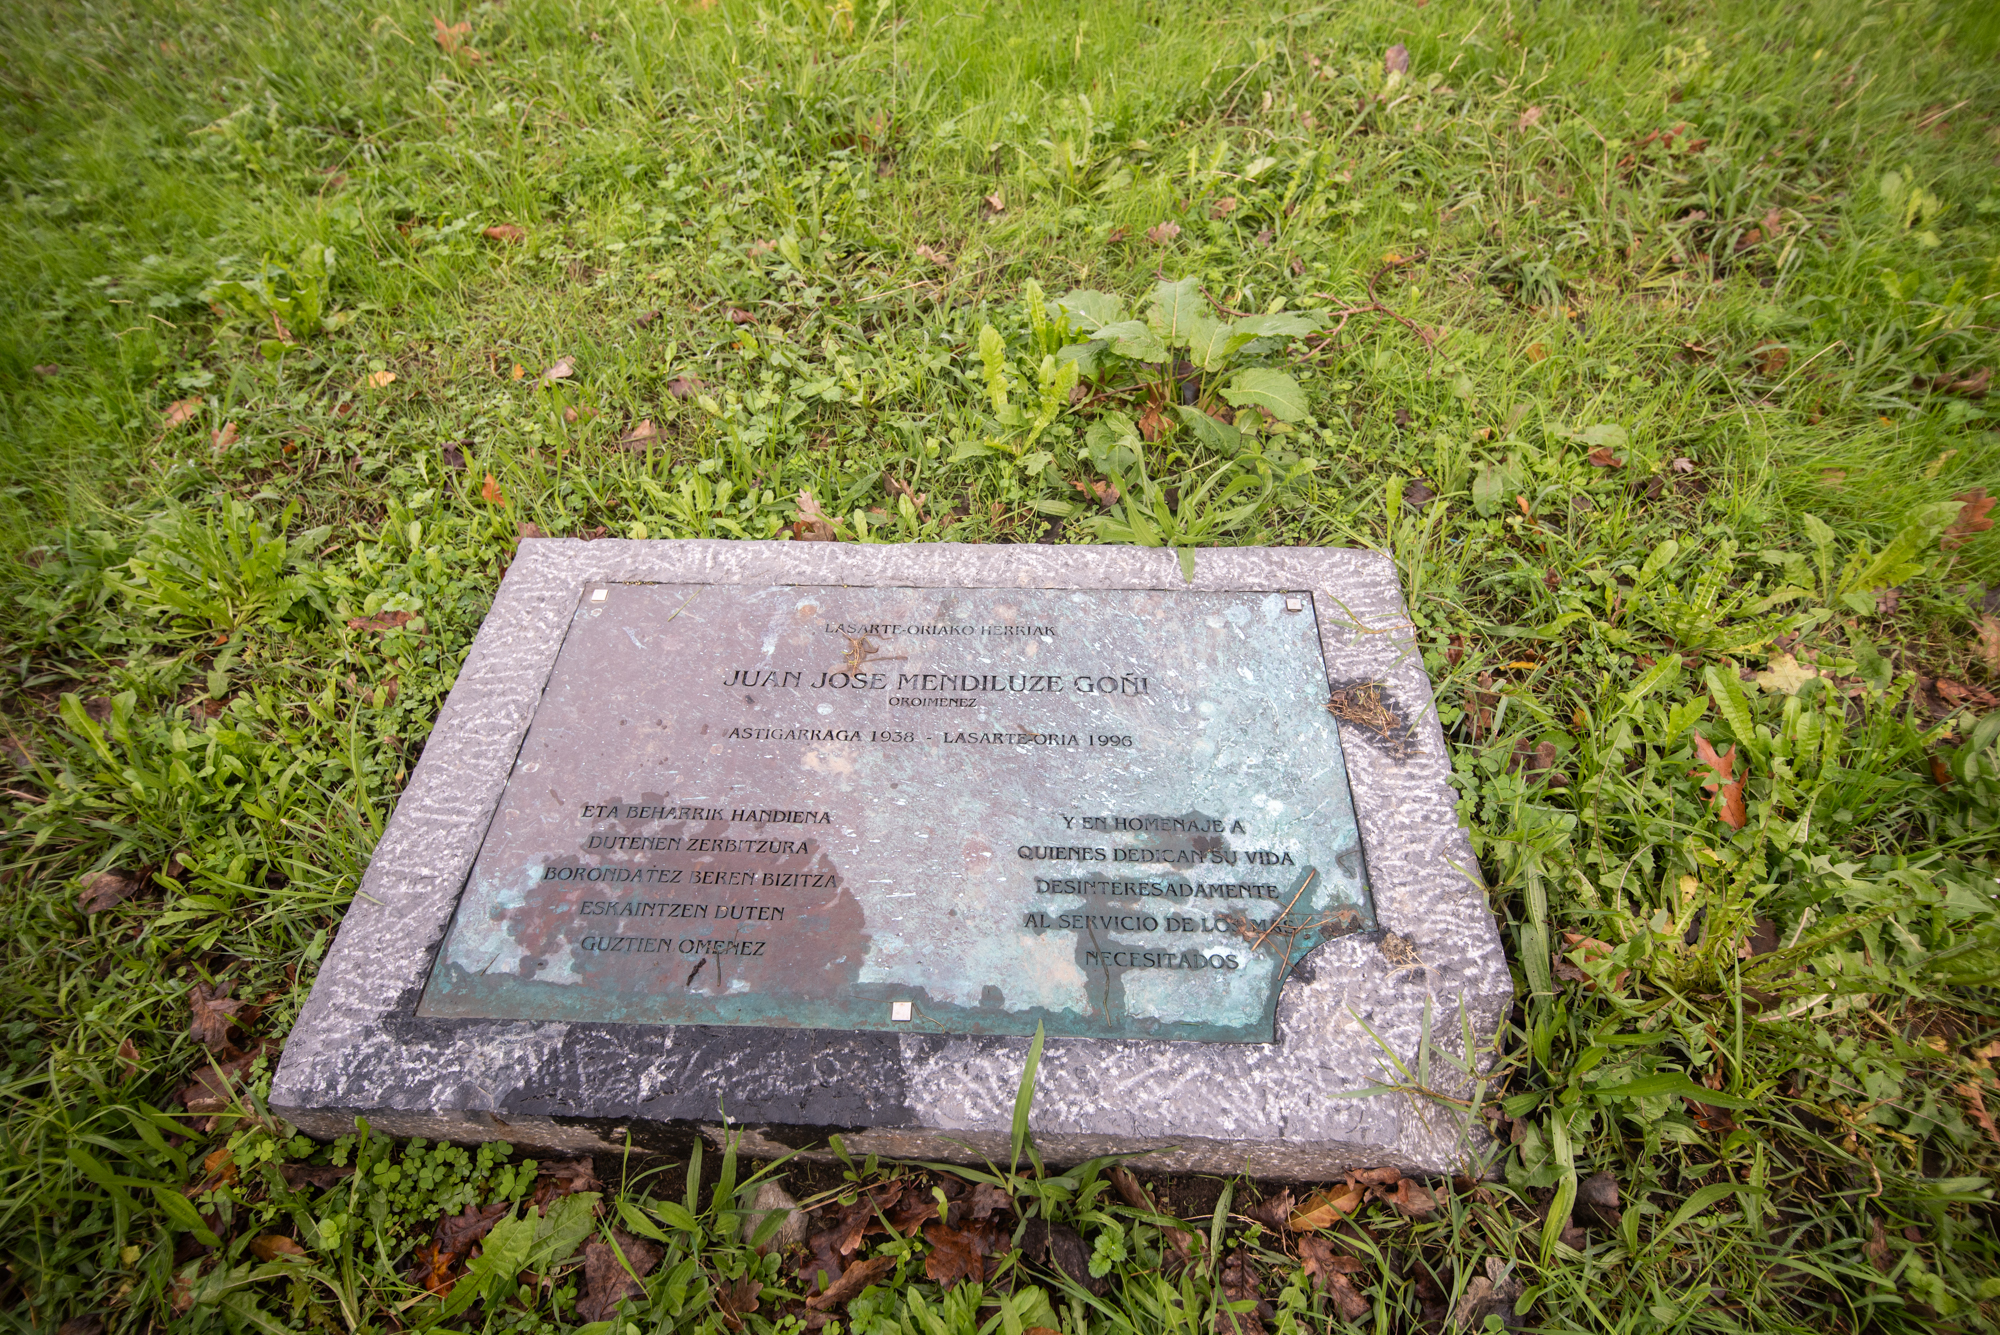 LASARTE-ORIAKO HERRIAK
JUAN JOSE MENDILUZE GOÑI
OROIMENEZ
ASTIGARRAGA 1938 - LASARTE-ORIA 1996
ETA BEHARRIK HANDIENA
DUTENEN ZERBITZURA
BORONDATEZ BEREN BIZITZA
ESKAINTZEN DUTEN
GUZTIEN OMENEZ
Y EN HOMENAJE A
QUIENES DEDICAN SU VIDA
DESINTERESADAMENTE
AL SERVICIO DE LOS MAS
NECESITADOS